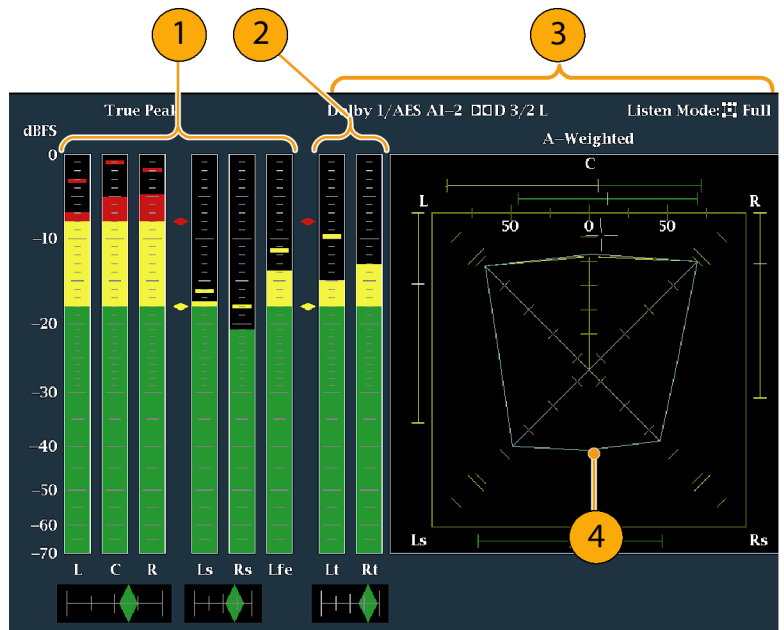 1
2
3
True Peak
Dolby 1/AES A1-2 D 3/2 L
Listen Mode: Full
dBFS
A-Weighted
0
-10
-20
-30
-40
-50
-60
-70
C
L
R
50
0
50
4
Ls
Rs
L
C
R
Ls
Rs
Lfe
Lt
Rt